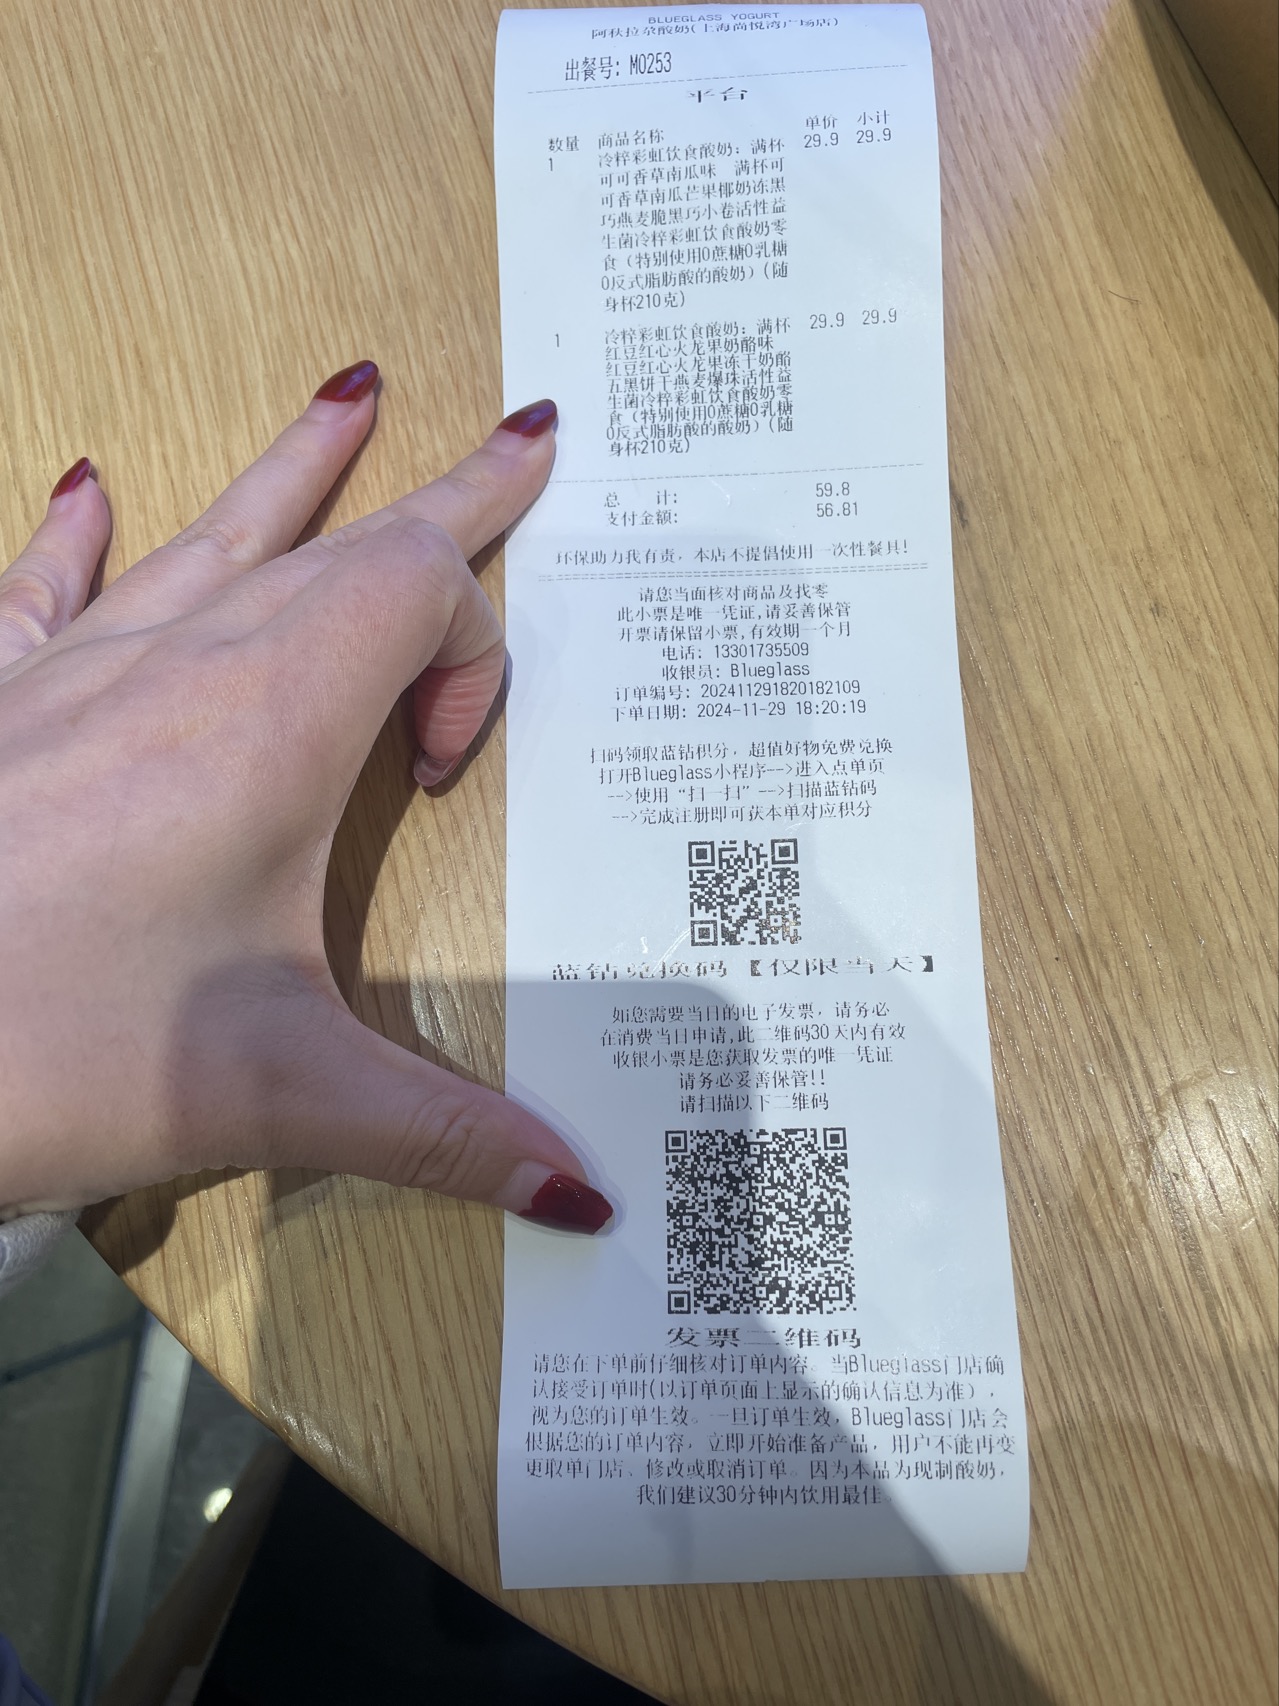 BLUEGLASS YOGURT
阿秋拉尕酸奶(上海尚悦湾广场店)
出餐号: M0253
外卡
数量 商品名称 单价 小计
1 冷粹彩虹饮食酸奶: 满杯 29.9 29.9
可可香草南瓜味 满杯可
可香草南瓜芒果椰奶冻黑
巧燕麦脆黑巧小卷活性益
生菌冷粹彩虹饮食酸奶零
食（特别使用0蔗糖0乳糖
0反式脂肪酸的酸奶）（随
身杯210克）
1 冷粹彩虹饮食酸奶: 满杯 29.9 29.9
红豆红心火龙果奶酪味
红豆红心火龙果冻干奶酪
五黑饼干燕麦爆珠活性益
生菌冷粹彩虹饮食酸奶零
食（特别使用0蔗糖0乳糖
0反式脂肪酸的酸奶）（随
身杯210克）
总 计: 59.8
支付金额: 56.81
环保助力我有责，本店不提倡使用一次性餐具!
请您当面核对商品及找零
此小票是唯一凭证,请妥善保管
开票请保留小票,有效期一个月
电话: 13301735509
收银员: Blueglass
订单编号: 202411291820182109
下单日期: 2024-11-29 18:20:19
扫码领取蓝钻积分，超值好物免费兑换
打开Blueglass小程序-->进入点单页
-->使用“扫一扫”-->扫描蓝钻码
-->完成注册即可获本单对应积分
蓝钻兑换码【仅限当天】
如您需要当日的电子发票，请务必
在消费当日申请,此二维码30天内有效
收银小票是您获取发票的唯一凭证
请务必妥善保管!!
请扫描以下二维码
发票二维码
请您在下单前仔细核对订单内容。当Blueglass门店确
认接受订单时(以订单页面上显示的确认信息为准)，
视为您的订单生效。一旦订单生效，Blueglass门店会
根据您的订单内容，立即开始准备产品，用户不能再变
更取单门店、修改或取消订单。因为本品为现制酸奶，
我们建议30分钟内饮用最佳。